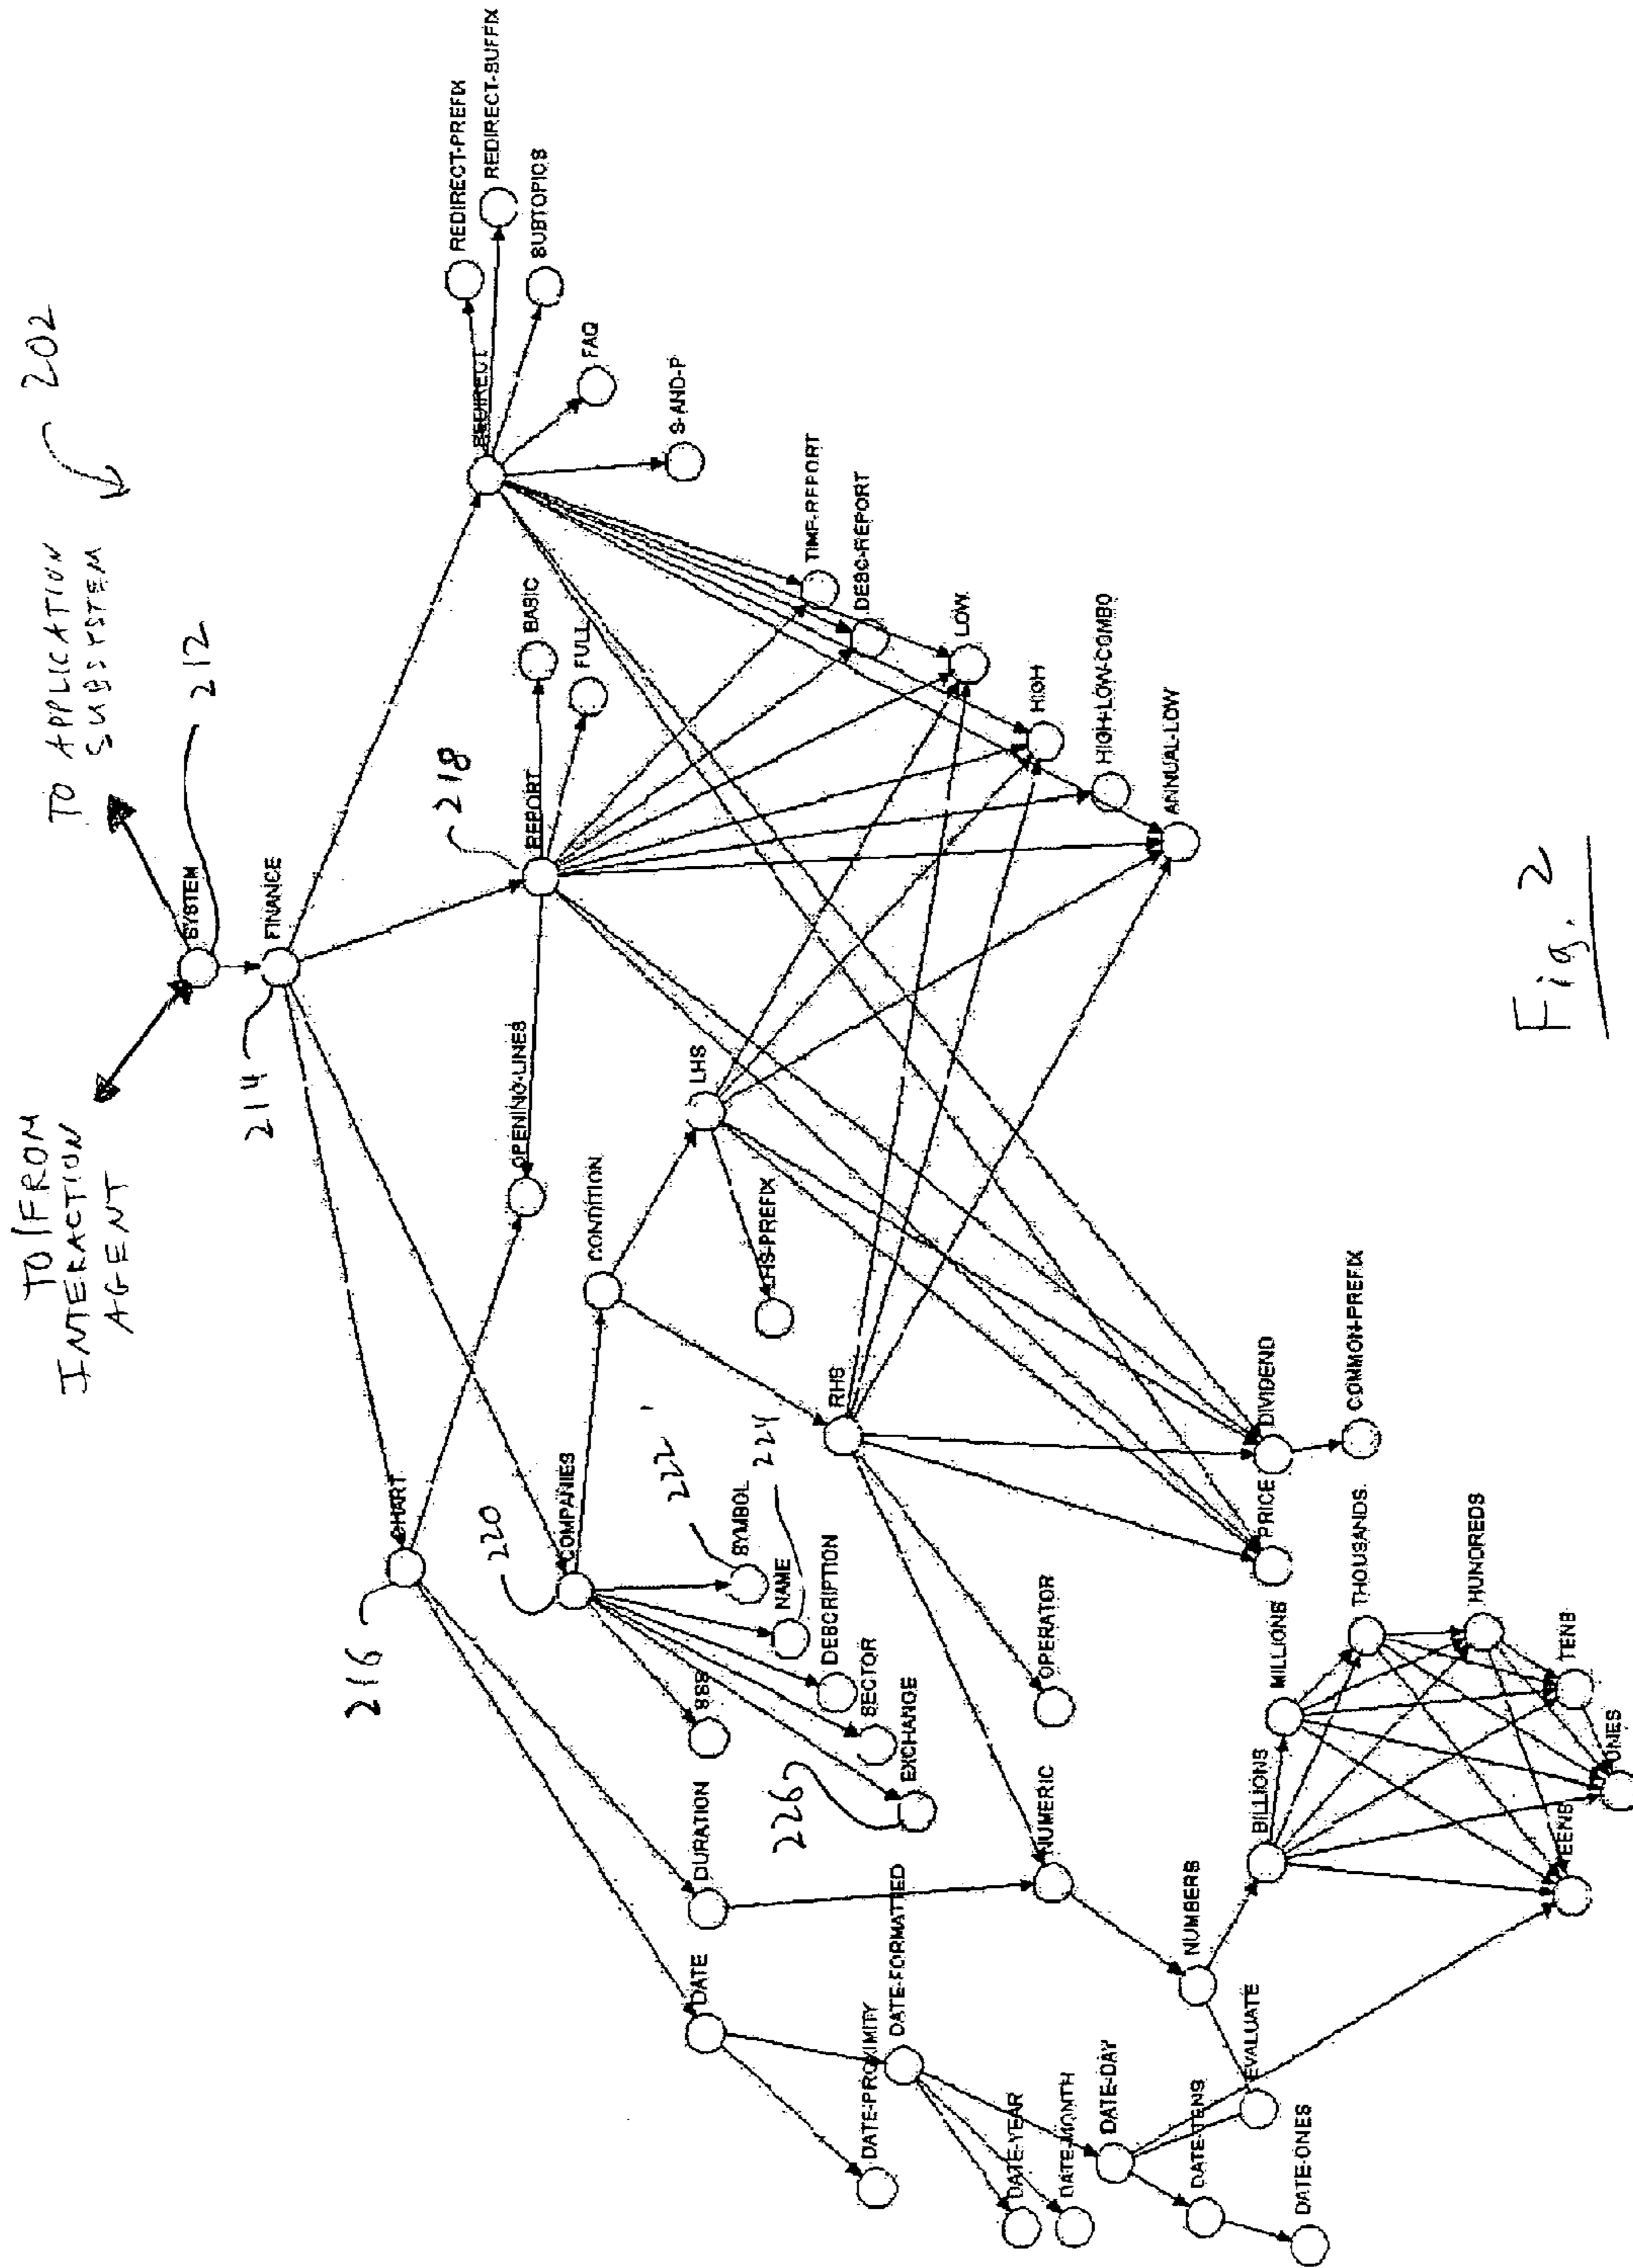 TO/FROM
INTERACTION
AGENT
TO APPLICATION
SUBSYSTEM
202
SYSTEM
212
FINANCE
214
CHART
216
REPORT
218
REDIRECT
REDIRECT-PREFIX
REDIRECT-SUFFIX
SUBTOPICS
FAQ
S-AND-P
BASIC
FULL
OPENING-LINES
COMPANIES
220
CONDITION
LHS
LHS-PREFIX
RHS
TIME-REPORT
DESC-REPORT
LOW
HIGH
HIGH-LOW-COMBO
ANNUAL-LOW
SYMBOL
222
NAME
224
DESCRIPTION
SECTOR
EXCHANGE
226
DURATION
DATE
DATE-PROXIMITY
DATE-FORMATTED
DATE-YEAR
DATE-MONTH
DATE-DAY
DATE-TENS
DATE-ONES
EVALUATE
NUMERIC
OPERATOR
NUMBERS
PRICE
DIVIDEND
COMMON-PREFIX
BILLIONS
MILLIONS
THOUSANDS
HUNDREDS
TENS
TEENS
ONES
Fig. 2